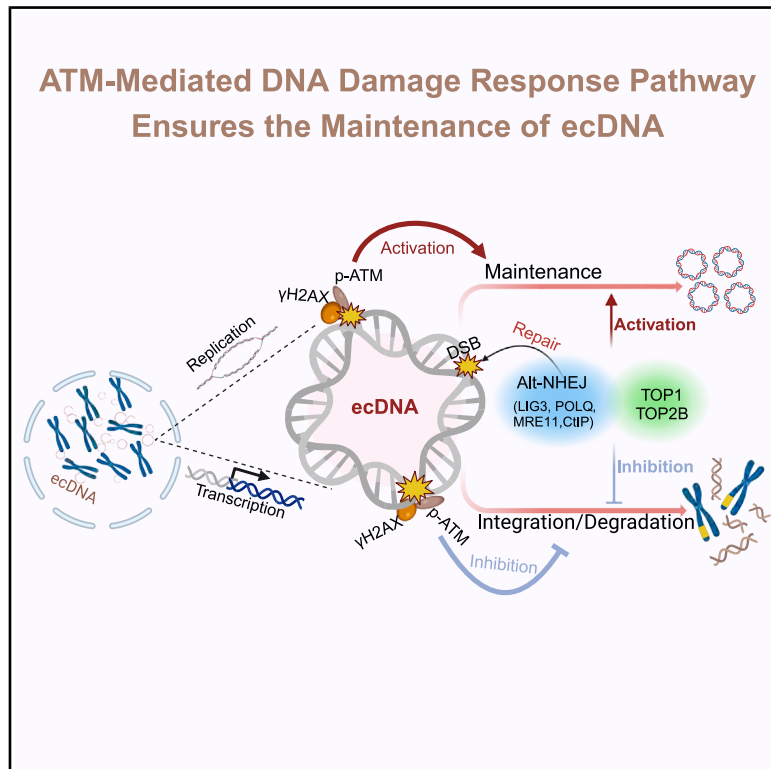 ATM-Mediated DNA Damage Response Pathway
Ensures the Maintenance of ecDNA
Activation
p-ATM
γH2AX
Maintenance
Replication
DSB
Repair
Activation
Alt-NHEJ
(LIG3, POLQ,
MRE11,CtIP)
TOP1
TOP2B
ecDNA
ecDNA
Transcription
Inhibition
γH2AX
p-ATM
Integration/Degradation
Inhibition